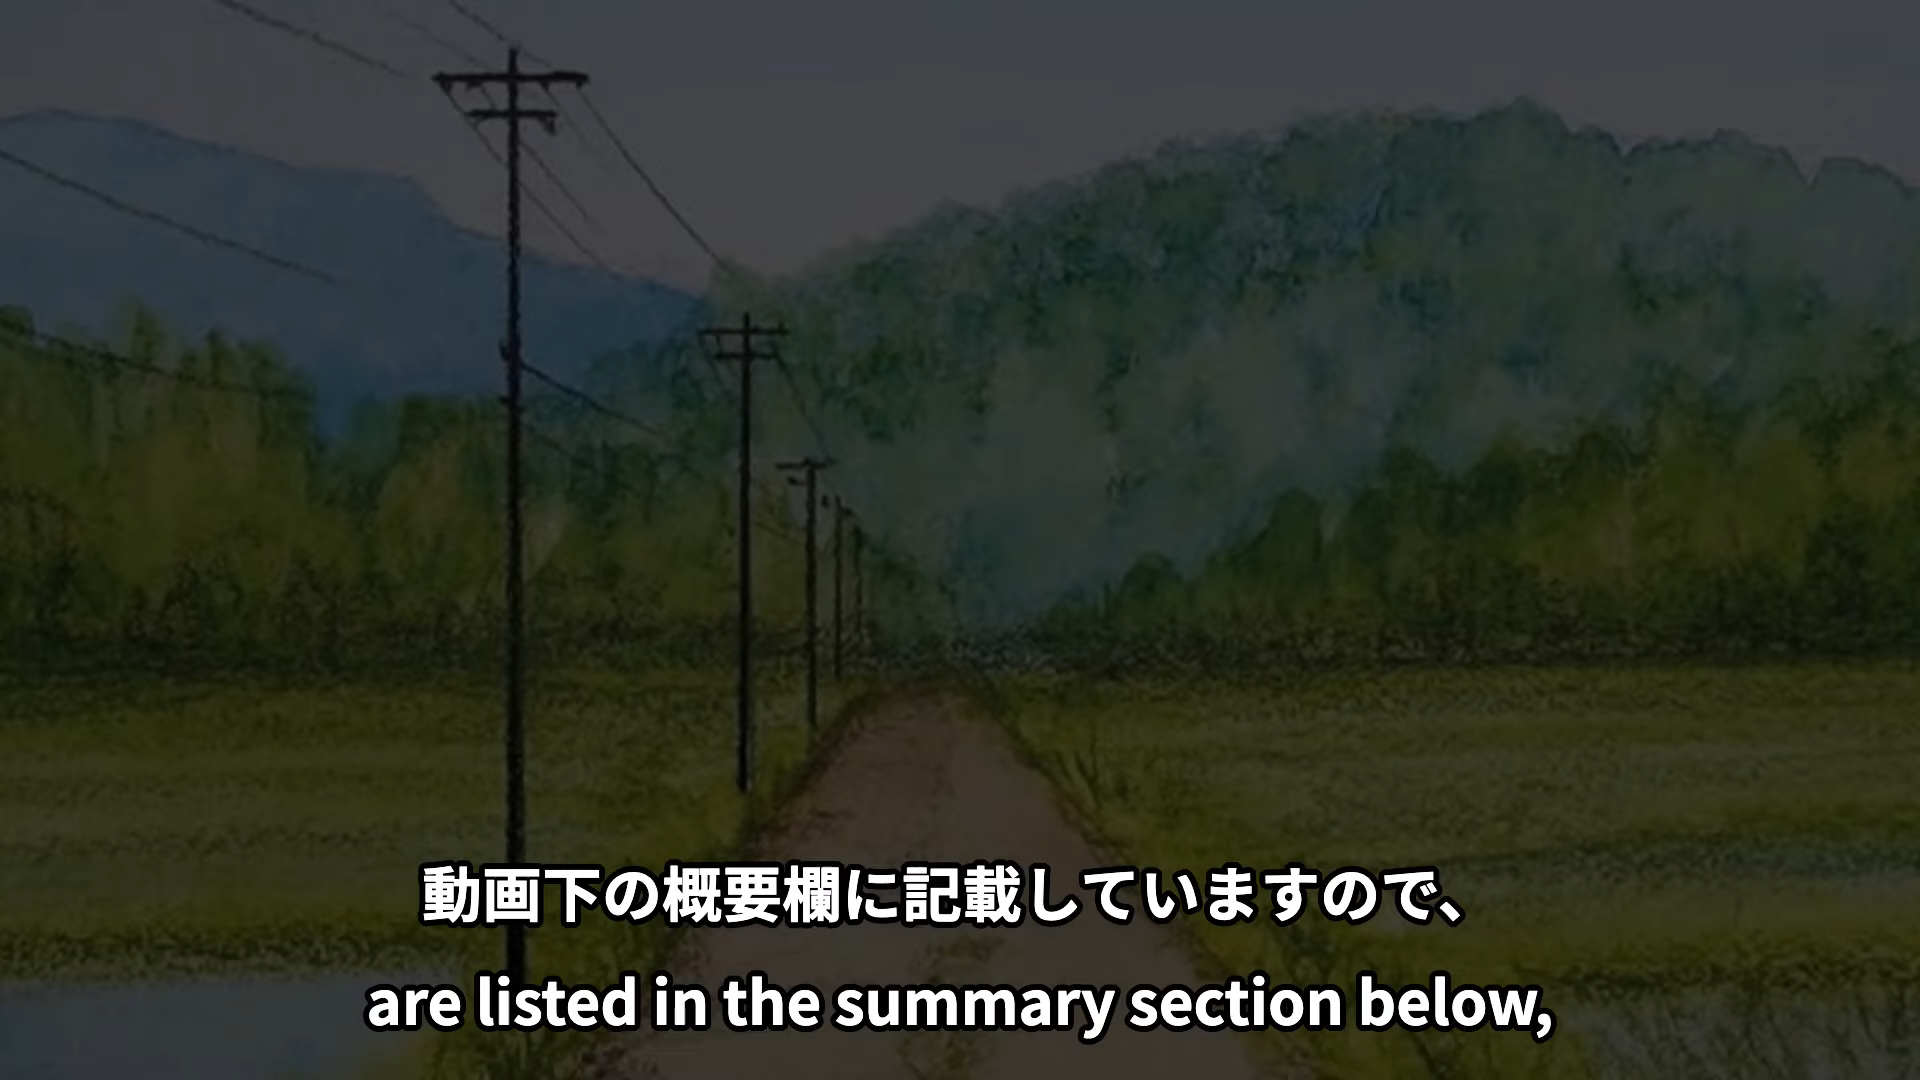 動画下の概要欄に記載していますので、
are listed in the summary section below,